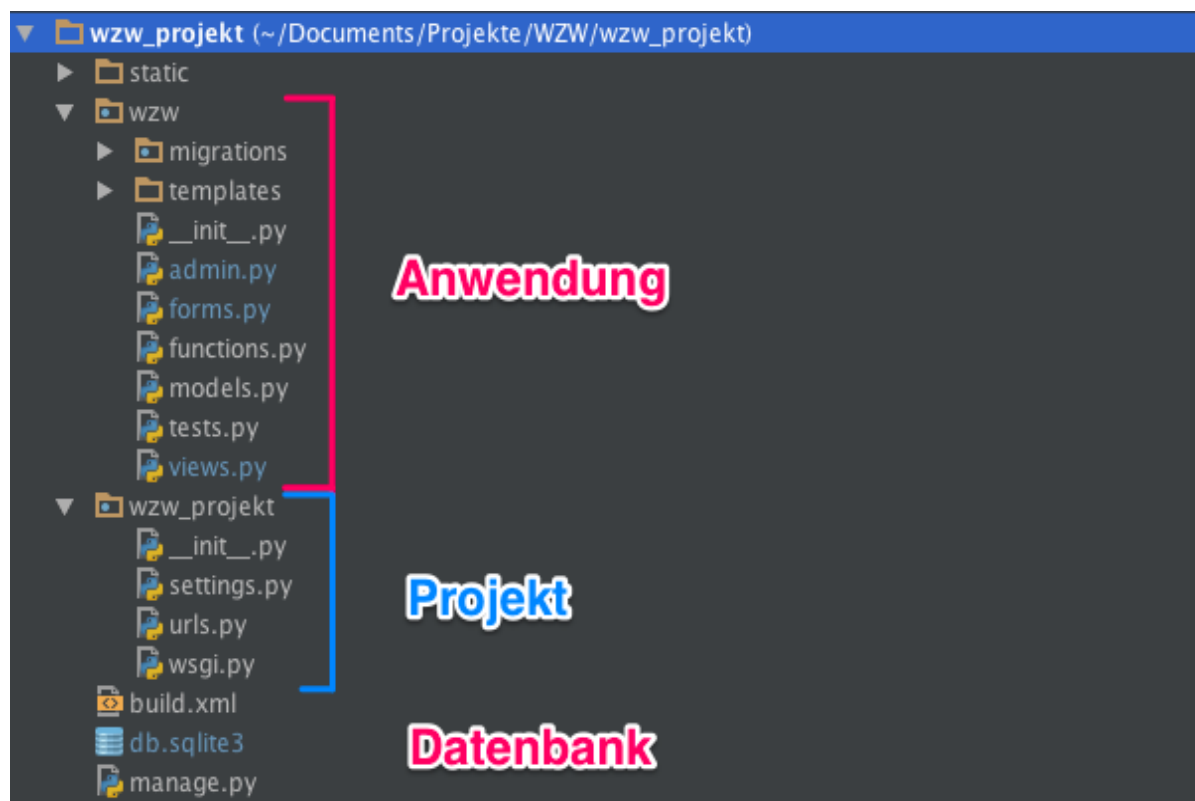 wzw_projekt (~/Documents/Projekte/WZW/wzw_projekt)
static
wzw
migrations
templates
__init__.py
admin.py
forms.py
functions.py
models.py
tests.py
views.py
Anwendung
wzw_projekt
__init__.py
settings.py
urls.py
wsgi.py
Projekt
build.xml
db.sqlite3
Datenbank
manage.py